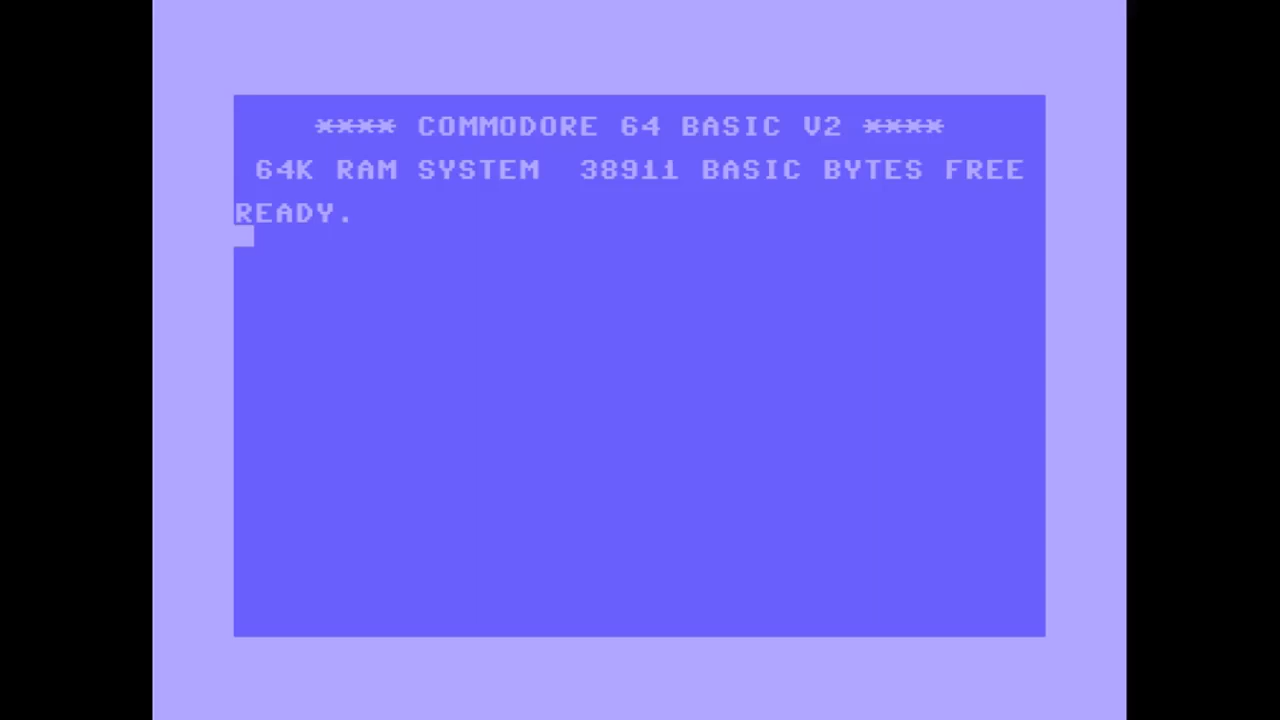 **** COMMODORE 64 BASIC V2 ****
64K RAM SYSTEM  38911 BASIC BYTES FREE
READY.